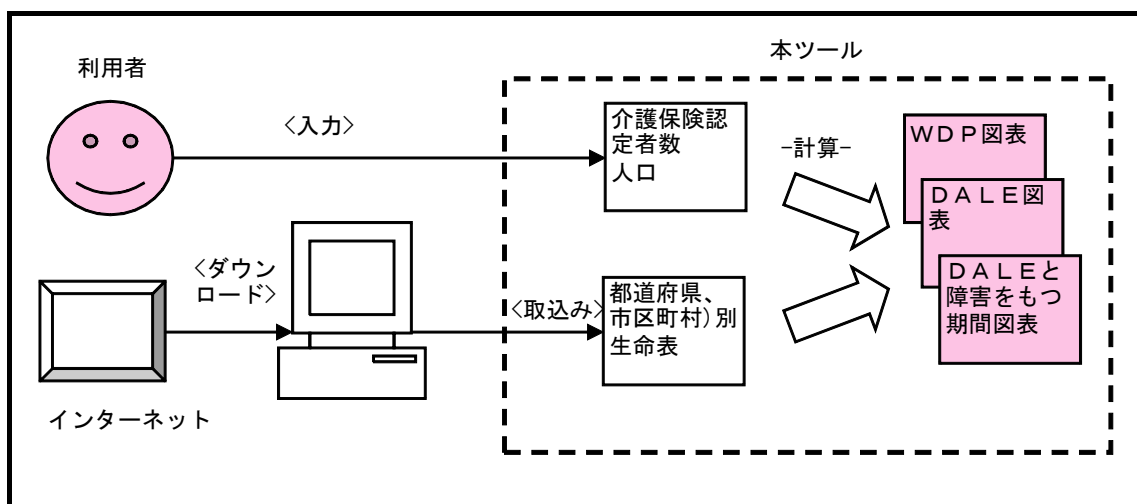 本ツール
利用者
<入力>
介護保険認
定者数
人口
-計算-
WDP図表
DALE図
表
DALEと
障害をもつ
期間図表
<ダウン
ロード>
<取込み>
都道府県、
市区町村)別
生命表
インターネット